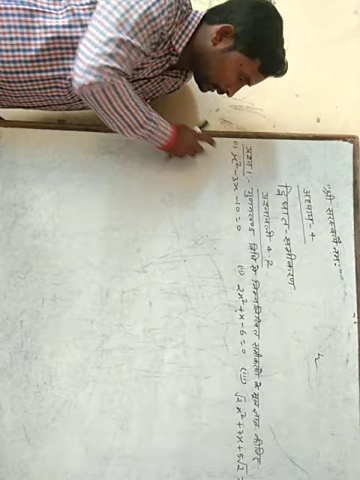 श्री सरस्वती नमः
अध्याय - 4
द्वि घात - समीकरण
प्रश्नावली 4.2
प्रश्न 1. गुणनखण्ड विधि से निम्नलिखित समीकरणों के मूल ज्ञात कीजिए
(i) x² - 3x - 10 = 0 (ii) 2x² + x - 6 = 0 (iii) √2 x² + 7x + 5√2 =